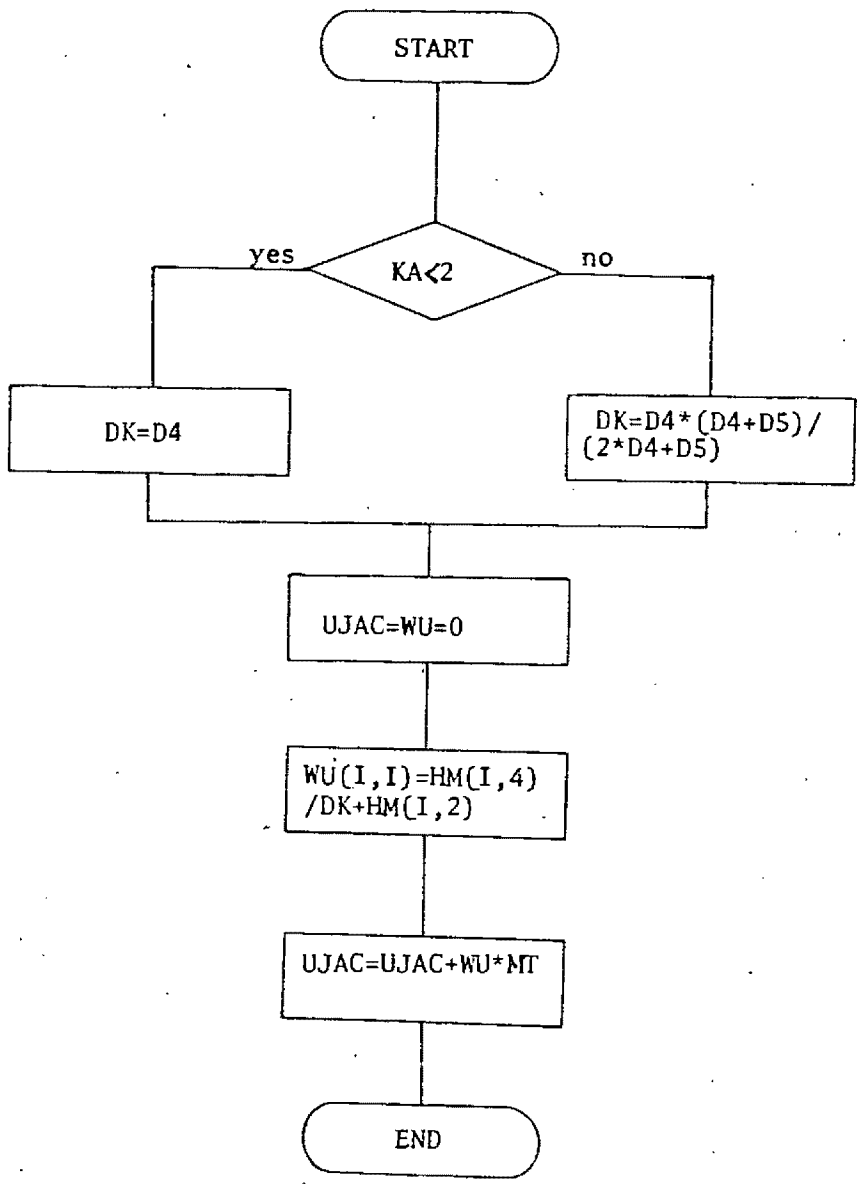 START
yes
KA<2
no
DK=D4
DK=D4*(D4+D5)/
(2*D4+D5)
UJAC=WU=0
WU(I,I)=HM(I,4)
/DK+HM(I,2)
UJAC=UJAC+WU*MT
END